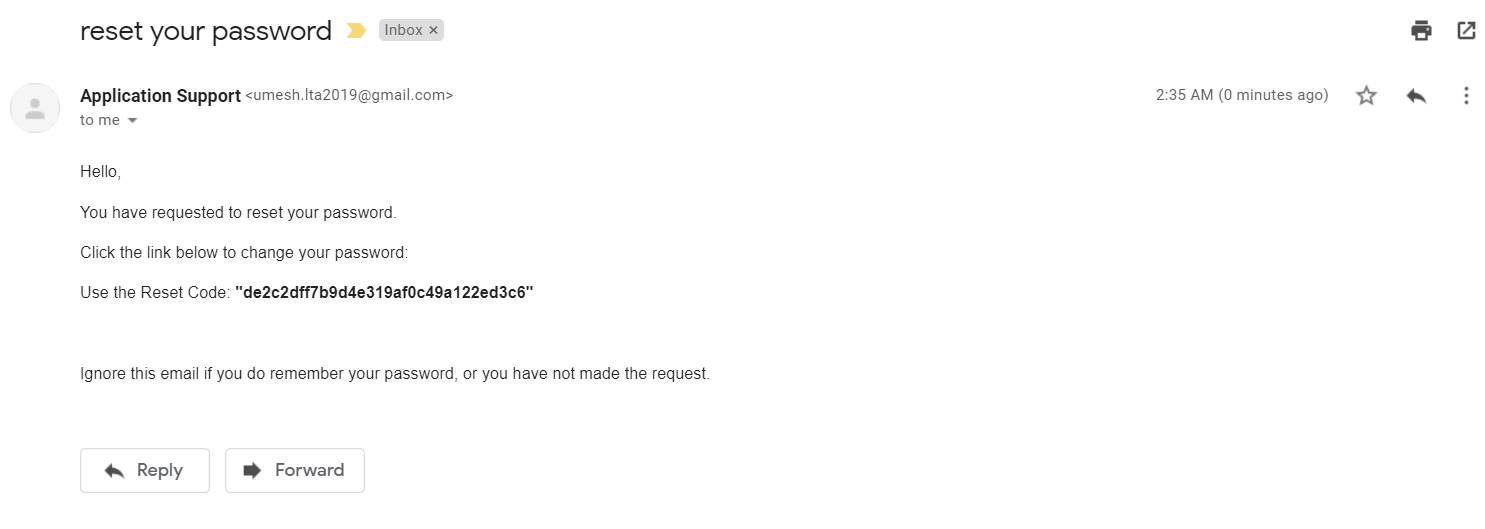 reset your password Inbox ×
Application Support <umesh.lta2019@gmail.com> 2:35 AM (0 minutes ago)
to me
Hello,
You have requested to reset your password.
Click the link below to change your password:
Use the Reset Code: "de2c2dff7b9d4e319af0c49a122ed3c6"
Ignore this email if you do remember your password, or you have not made the request.
Reply Forward